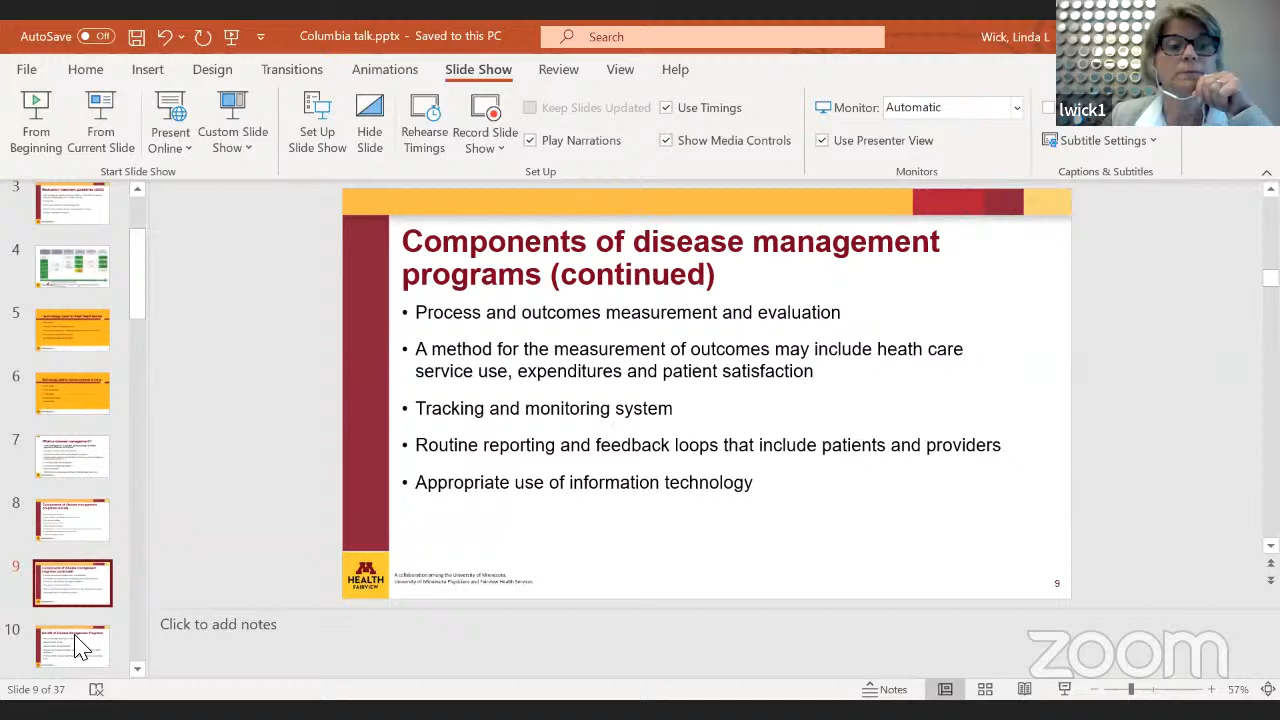 AutoSave Off Columbia talk.pptx - Saved to this PC Search Wick, Linda L
File Home Insert Design Transitions Animations Slide Show Review View Help
lwick1
From Beginning
From Current Slide
Present Online
Custom Slide Show
Start Slide Show
Set Up Slide Show
Hide Slide
Rehearse Timings
Record Slide Show
Keep Slides Updated
Use Timings
Play Narrations
Show Media Controls
Set Up
Monitor: Automatic
Use Presenter View
Monitors
Subtitle Settings
Captions & Subtitles
3
4
5
6
What is disease management?
8
9
10
Components of disease management
programs (continued)
• Process and outcomes measurement and evaluation
• A method for the measurement of outcomes may include heath care
service use, expenditures and patient satisfaction
• Tracking and monitoring system
• Routine reporting and feedback loops that include patients and providers
• Appropriate use of information technology
M
HEALTH
FAIRVIEW
A collaboration among the University of Minnesota,
University of Minnesota Physicians and Fairview Health Services
9
Click to add notes
zoom
Slide 9 of 37 Notes 57%